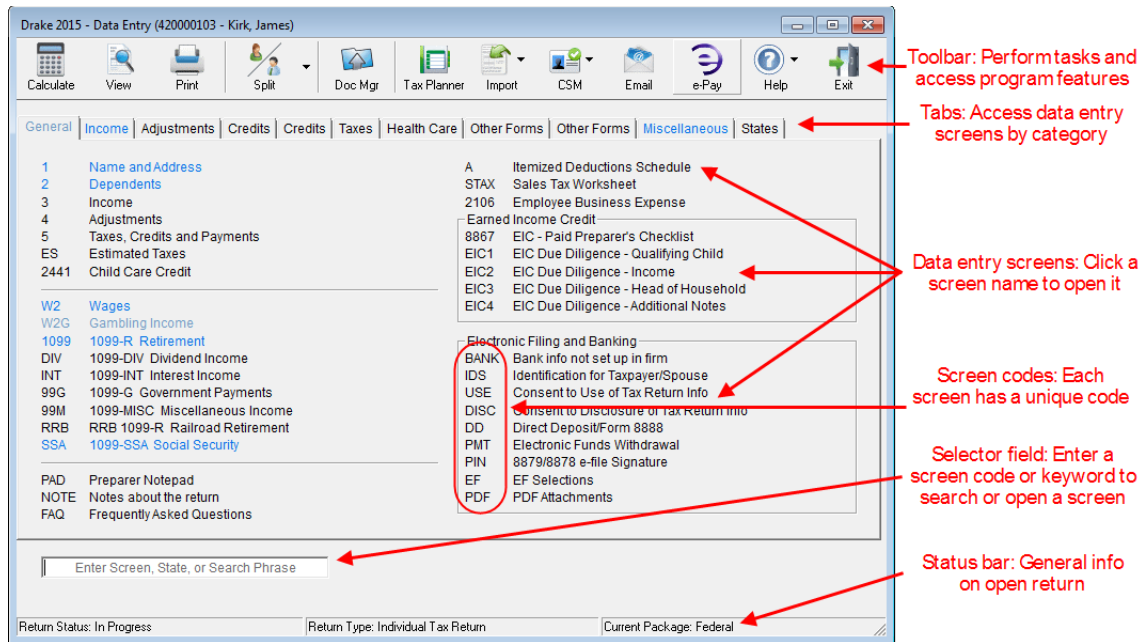 Drake 2015 - Data Entry (420000103 - Kirk, James)
Calculate View Print Split Doc Mgr Tax Planner Import CSM Email e-Pay Help Exit
Toolbar: Perform tasks and
access program features
General Income Adjustments Credits Credits Taxes Health Care Other Forms Other Forms Miscellaneous States
Tabs: Access data entry
screens by category
1 Name and Address
2 Dependents
3 Income
4 Adjustments
5 Taxes, Credits and Payments
ES Estimated Taxes
2441 Child Care Credit
W2 Wages
W2G Gambling Income
1099 1099-R Retirement
DIV 1099-DIV Dividend Income
INT 1099-INT Interest Income
99G 1099-G Government Payments
99M 1099-MISC Miscellaneous Income
RRB RRB 1099-R Railroad Retirement
SSA 1099-SSA Social Security
PAD Preparer Notepad
NOTE Notes about the return
FAQ Frequently Asked Questions
A Itemized Deductions Schedule
STAX Sales Tax Worksheet
2106 Employee Business Expense
Earned Income Credit
8867 EIC - Paid Preparer's Checklist
EIC1 EIC Due Diligence - Qualifying Child
EIC2 EIC Due Diligence - Income
EIC3 EIC Due Diligence - Head of Household
EIC4 EIC Due Diligence - Additional Notes
Electronic Filing and Banking
BANK Bank info not set up in firm
IDS Identification for Taxpayer/Spouse
USE Consent to Use of Tax Return Info
DISC Consent to Disclosure of Tax Return Info
DD Direct Deposit/Form 8888
PMT Electronic Funds Withdrawal
PIN 8879/8878 e-file Signature
EF EF Selections
PDF PDF Attachments
Data entry screens: Click a
screen name to open it
Screen codes: Each
screen has a unique code
Selector field: Enter a
screen code or keyword to
search or open a screen
Enter Screen, State, or Search Phrase
Status bar: General info
on open return
Return Status: In Progress Return Type: Individual Tax Return Current Package: Federal